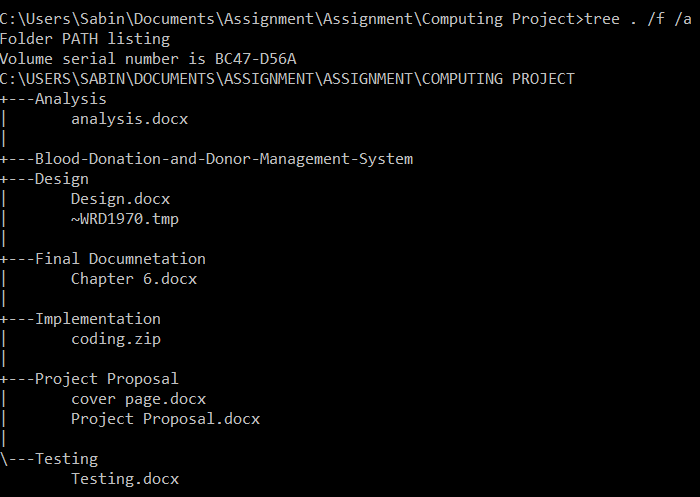 C:\Users\Sabin\Documents\Assignment\Assignment\Computing Project>tree . /f /a
Folder PATH listing
Volume serial number is BC47-D56A
C:\USERS\SABIN\DOCUMENTS\ASSIGNMENT\ASSIGNMENT\COMPUTING PROJECT
+---Analysis
|       analysis.docx
|
+---Blood-Donation-and-Donor-Management-System
+---Design
|       Design.docx
|       ~WRD1970.tmp
|
+---Final Documnetation
|       Chapter 6.docx
|
+---Implementation
|       coding.zip
|
+---Project Proposal
|       cover page.docx
|       Project Proposal.docx
|
\---Testing
        Testing.docx